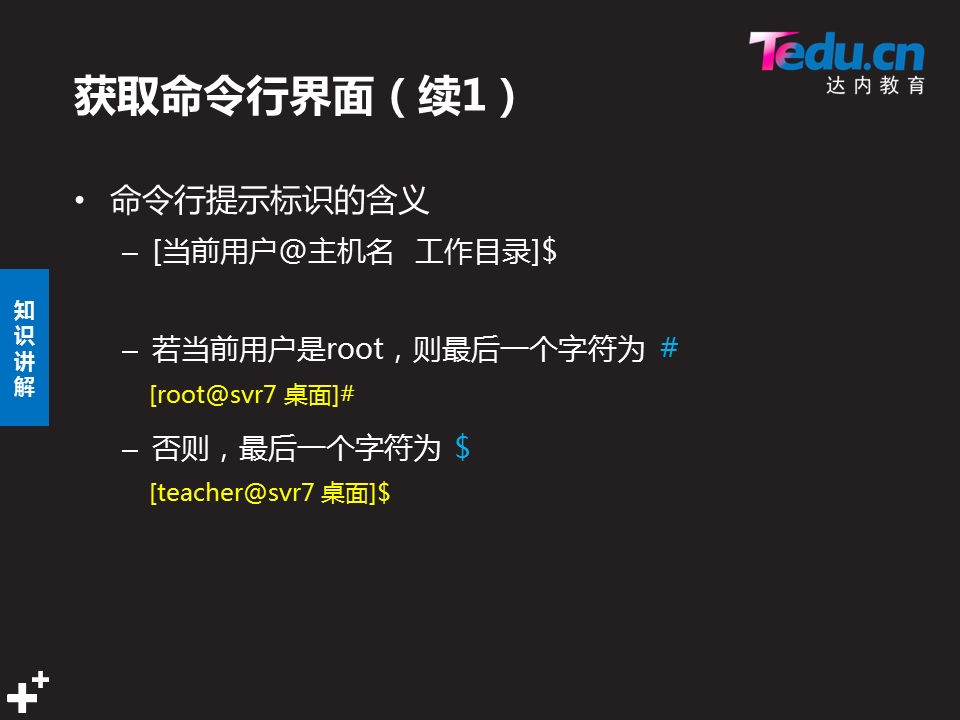 Tedu.cn
达内教育
获取命令行界面（续1）
• 命令行提示标识的含义
– [当前用户@主机名 工作目录]$
– 若当前用户是root，则最后一个字符为 #
[root@svr7 桌面]#
– 否则，最后一个字符为 $
[teacher@svr7 桌面]$
知识讲解